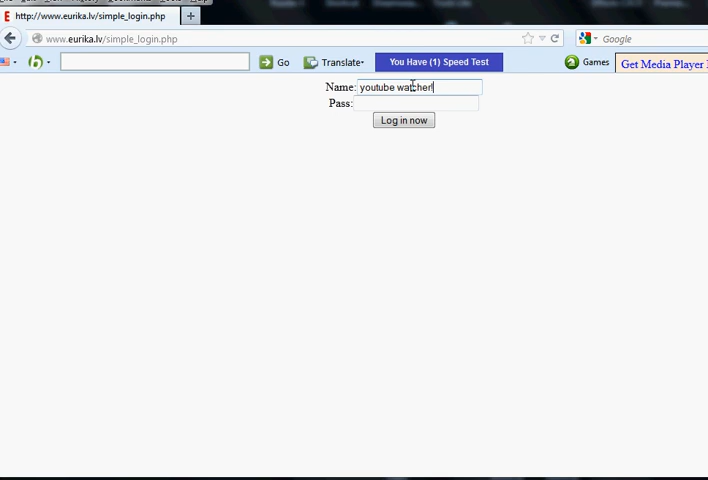 http://www.eurika.lv/simple_login.php
www.eurika.lv/simple_login.php
Google
Go
Translate
You Have (1) Speed Test
Games
Get Media Player
Name: youtube watcher!
Pass:
Log in now